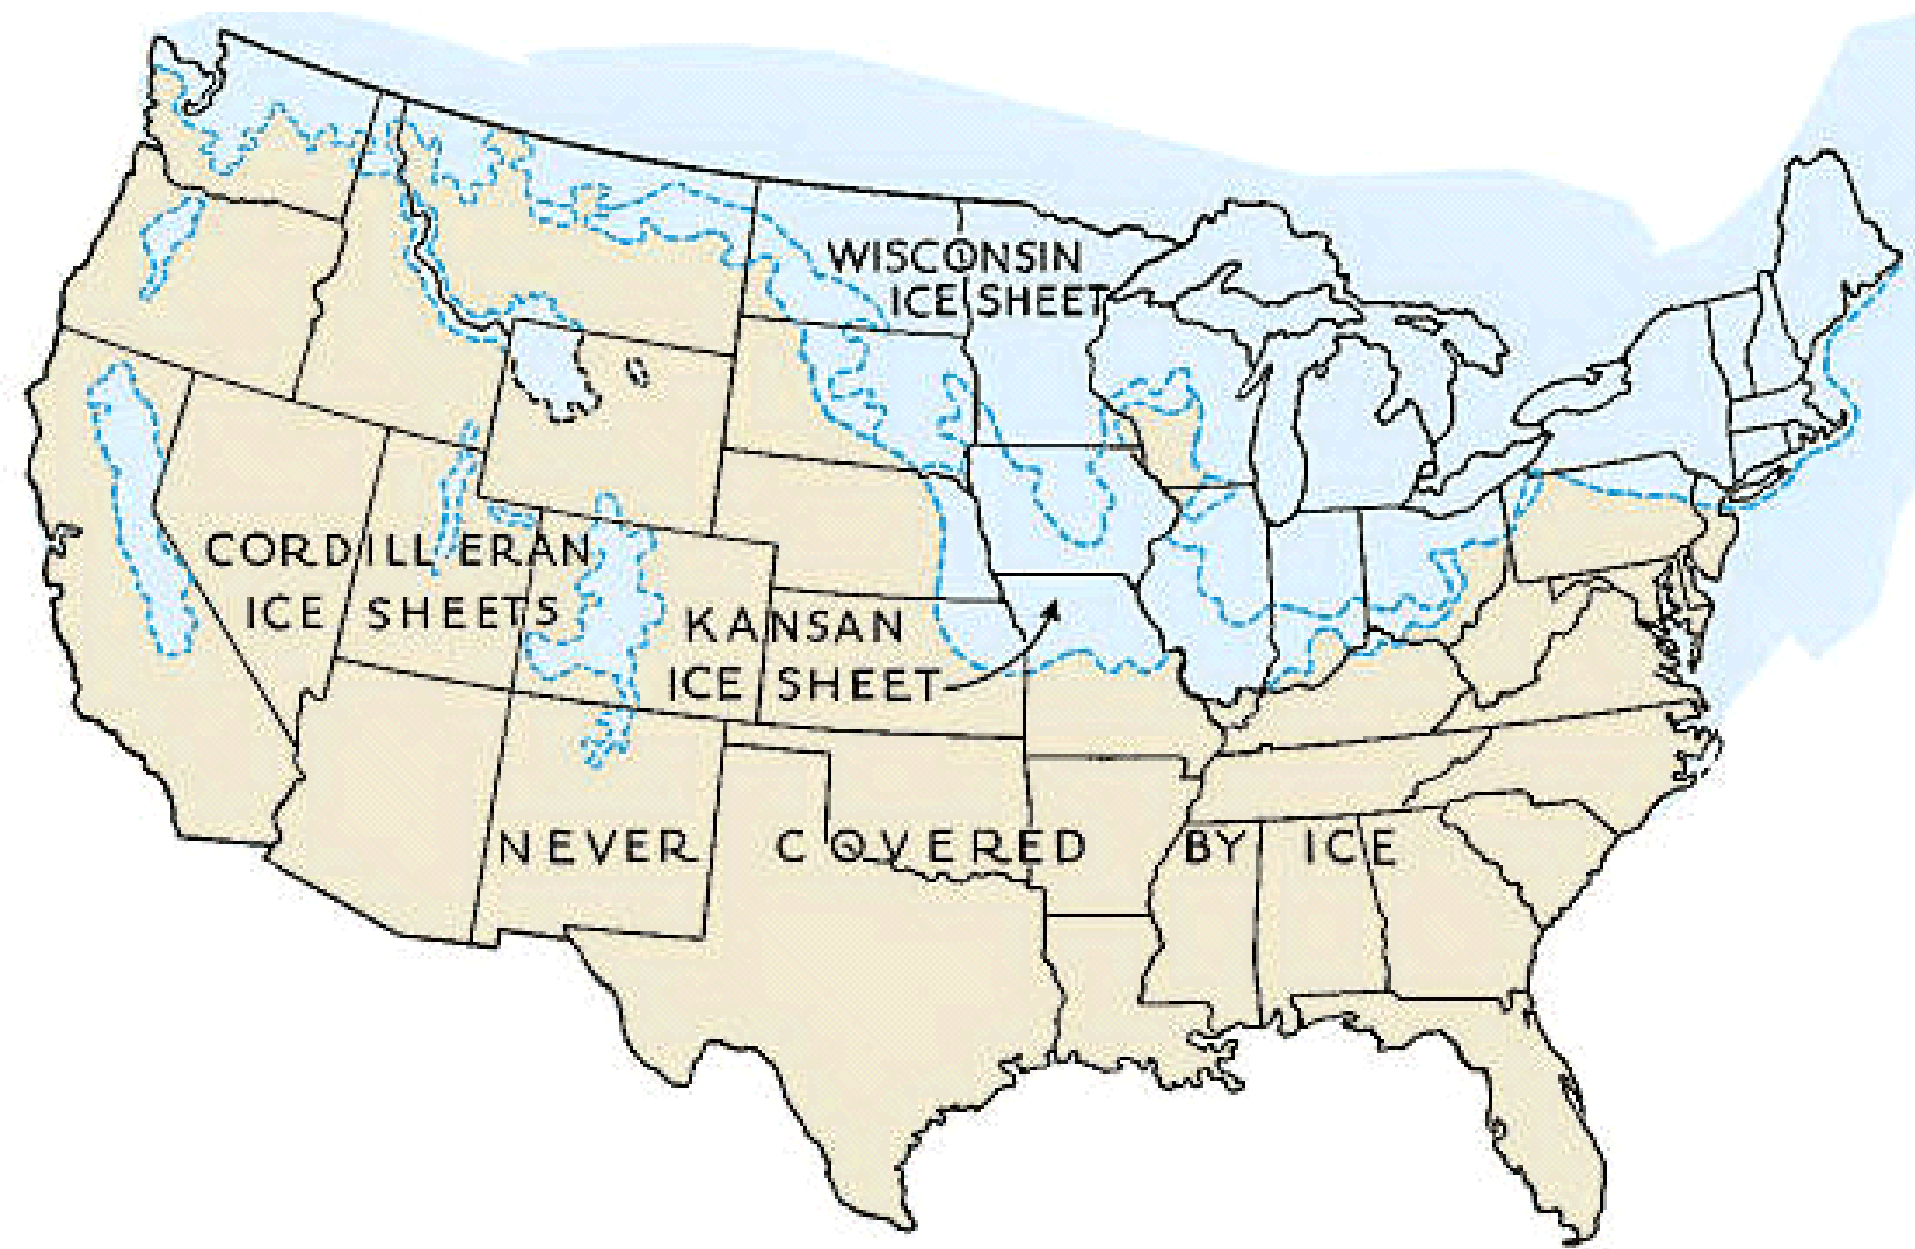 WISCONSIN
ICE SHEET
CORDILLERAN
ICE SHEETS
KANSAN
ICE SHEET
NEVER COVERED BY ICE